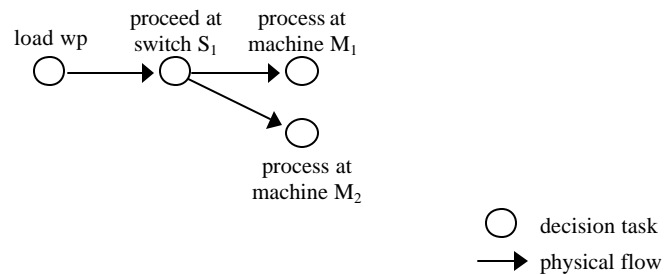 load wp
proceed at
switch S₁
process at
machine M₁
process at
machine M₂
decision task
physical flow